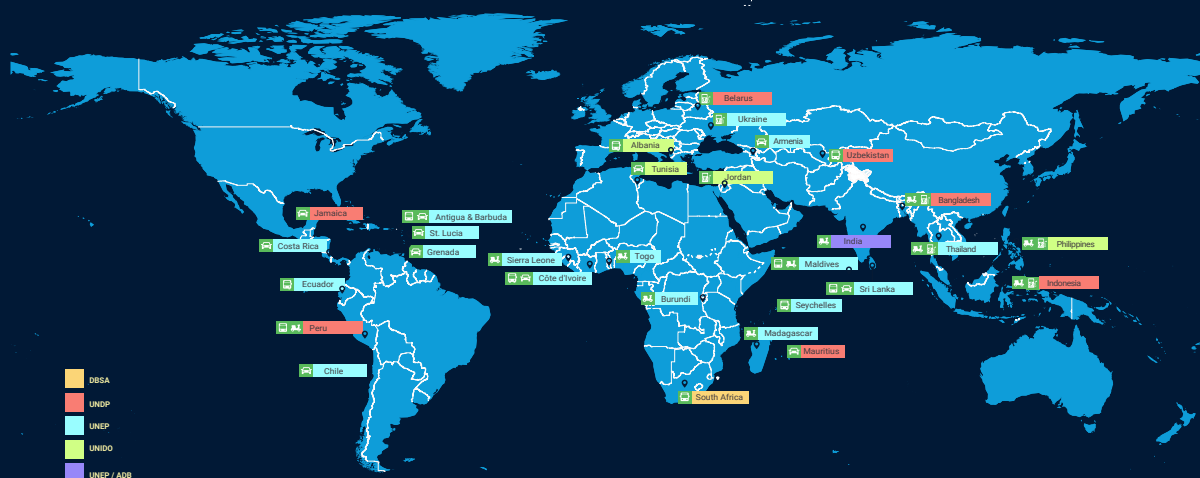 Belarus
Ukraine
Armenia
Albania
Uzbekistan
Tunisia
Jordan
Bangladesh
Jamaica
Antigua & Barbuda
St. Lucia
India
Philippines
Costa Rica
Grenada
Thailand
Sierra Leone
Togo
Maldives
Côte d'Ivoire
Ecuador
Indonesia
Sri Lanka
Burundi
Seychelles
Peru
Madagascar
Mauritius
Chile
South Africa
DBSA
UNDP
UNEP
UNIDO
UNEP / ADB